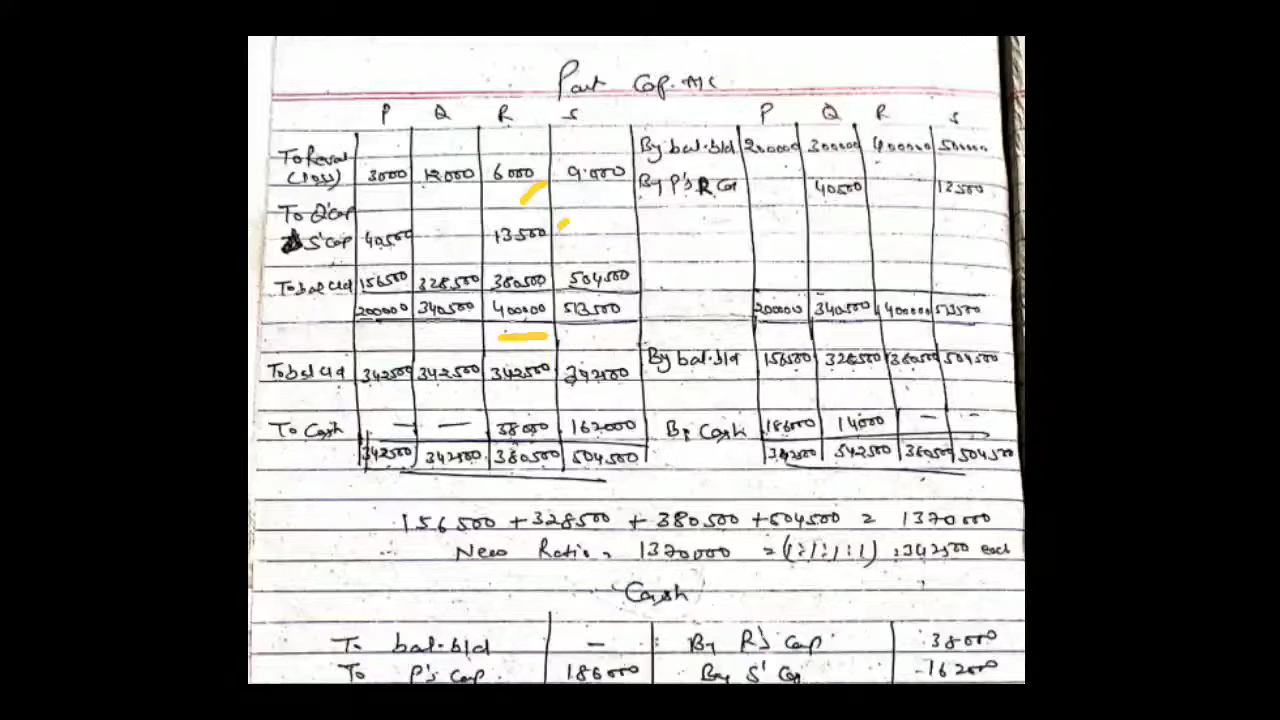 Part Cap. A/c
P Q R S P Q R S
To Reval By bal. b/d 200000 300000 400000 500000
(loss) 3000 12000 6000 9000 By P's R Ca 40500 13500
To Q'Cap
S'Cap 40500 13500
To bal c/d 156500 328500 380500 504500
200000 340500 400000 513500 200000 340500 400000 513500
To bal c/d 342500 342500 342500 342500 By bal. b/d 156500 328500 380500 504500
To Cash — — 38000 162000 By Cash 186000 14000 — —
342500 342500 380500 504500 342500 342500 380500 504500
156500 + 328500 + 380500 + 504500 = 1370000
New Ratio = 1370000 = (1:1:1:1) = 342500 each
Cash
To bal. b/d — By R's Cap 38000
To P's Cap 186000 By S' Cap 162000